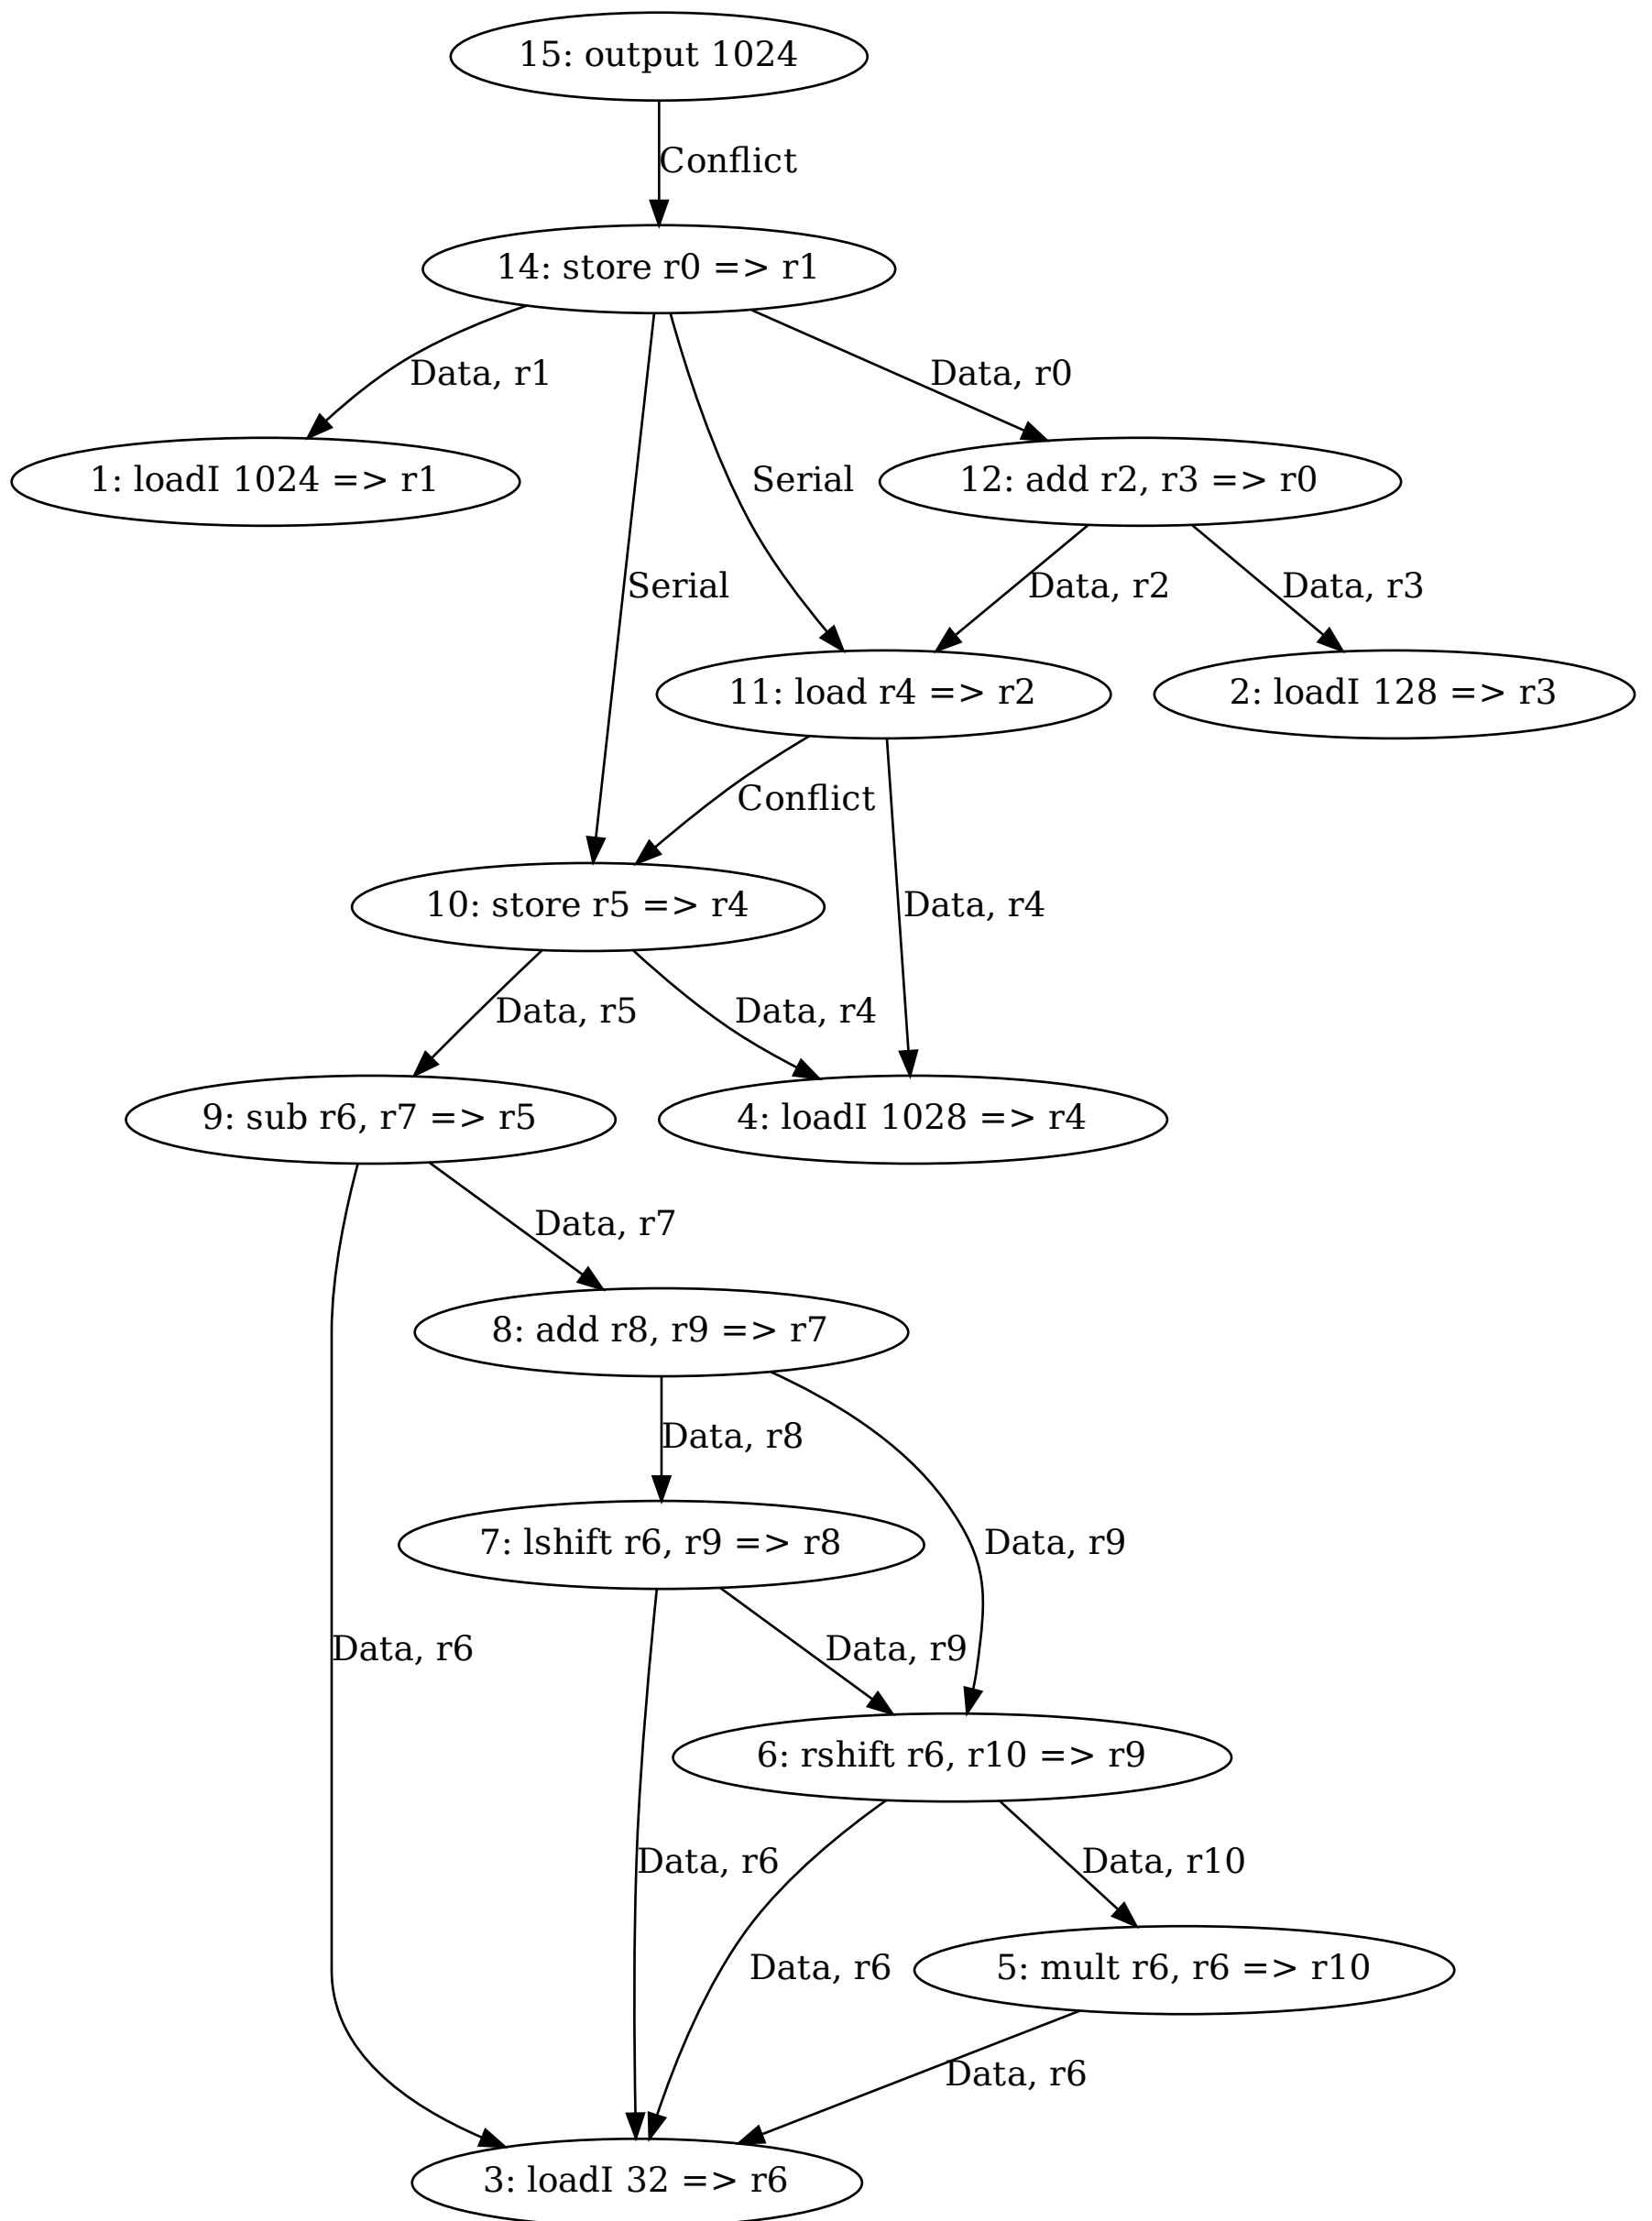 15: output 1024
Conflict
14: store r0 => r1
Data, r1
Data, r0
1: loadI 1024 => r1
Serial
12: add r2, r3 => r0
Serial
Data, r2
Data, r3
11: load r4 => r2
2: loadI 128 => r3
Conflict
10: store r5 => r4
Data, r4
Data, r5
Data, r4
9: sub r6, r7 => r5
4: loadI 1028 => r4
Data, r7
8: add r8, r9 => r7
Data, r8
7: lshift r6, r9 => r8
Data, r9
Data, r6
Data, r9
6: rshift r6, r10 => r9
Data, r6
Data, r10
Data, r6
5: mult r6, r6 => r10
Data, r6
3: loadI 32 => r6